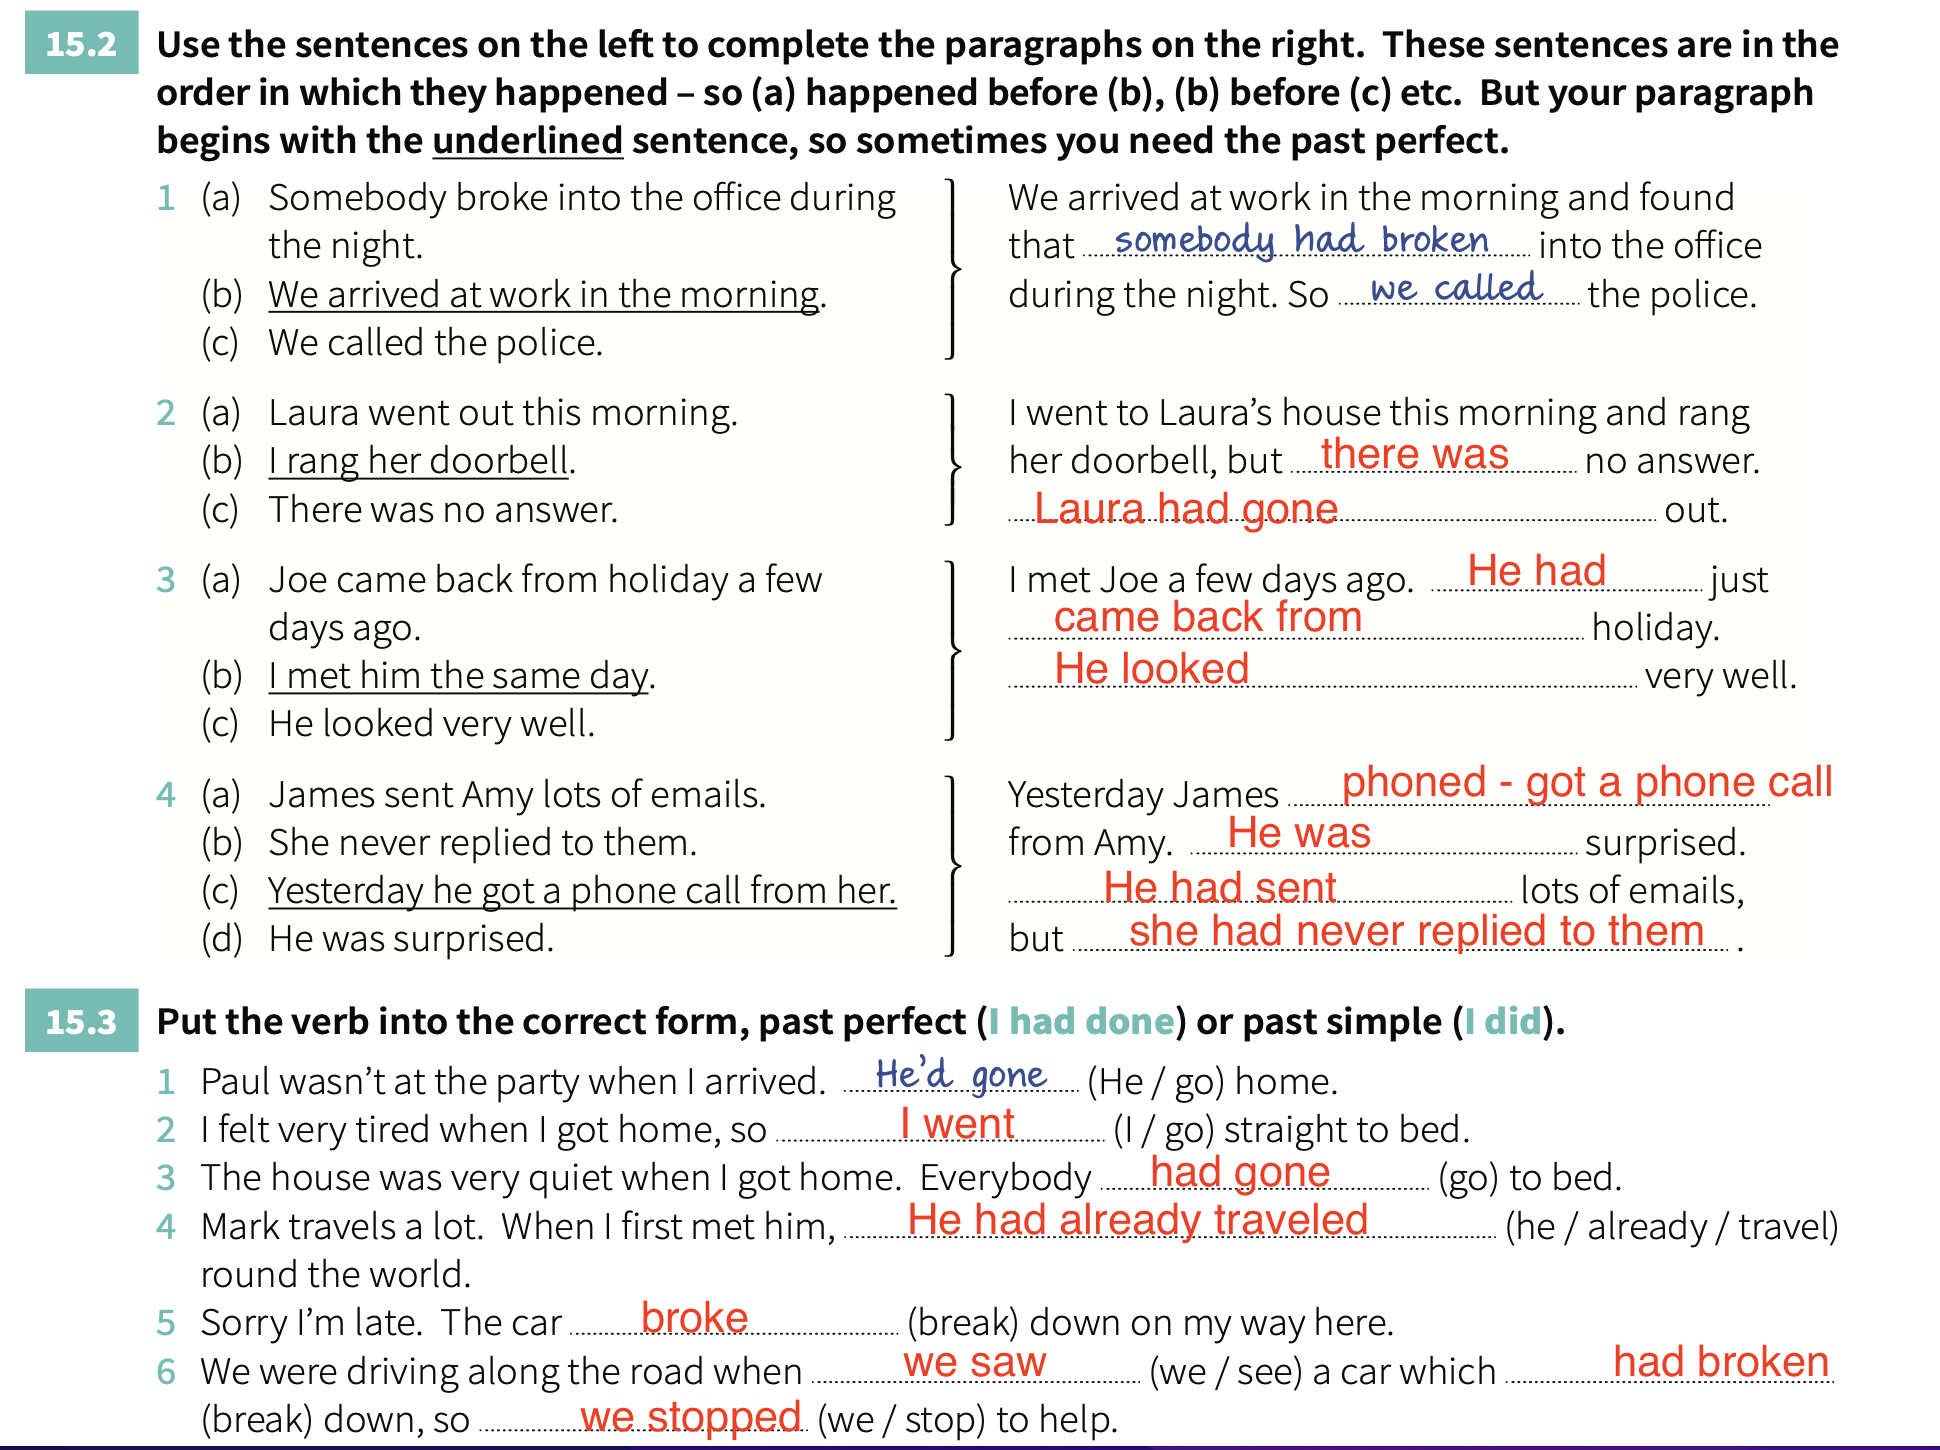 15.2 Use the sentences on the left to complete the paragraphs on the right. These sentences are in the
order in which they happened – so (a) happened before (b), (b) before (c) etc. But your paragraph
begins with the underlined sentence, so sometimes you need the past perfect.
1 (a) Somebody broke into the office during
the night.
(b) We arrived at work in the morning.
(c) We called the police.
We arrived at work in the morning and found
that somebody had broken into the office
during the night. So we called the police.
2 (a) Laura went out this morning.
(b) I rang her doorbell.
(c) There was no answer.
I went to Laura's house this morning and rang
her doorbell, but there was no answer.
Laura had gone out.
3 (a) Joe came back from holiday a few
days ago.
(b) I met him the same day.
(c) He looked very well.
I met Joe a few days ago. He had just
came back from holiday.
He looked very well.
4 (a) James sent Amy lots of emails.
(b) She never replied to them.
(c) Yesterday he got a phone call from her.
(d) He was surprised.
Yesterday James phoned - got a phone call
from Amy. He was surprised.
He had sent lots of emails,
but she had never replied to them .
15.3 Put the verb into the correct form, past perfect (I had done) or past simple (I did).
1 Paul wasn't at the party when I arrived. He'd gone (He / go) home.
2 I felt very tired when I got home, so I went (I / go) straight to bed.
3 The house was very quiet when I got home. Everybody had gone (go) to bed.
4 Mark travels a lot. When I first met him, He had already traveled (he / already / travel)
round the world.
5 Sorry I'm late. The car broke (break) down on my way here.
6 We were driving along the road when we saw (we / see) a car which had broken
(break) down, so we stopped (we / stop) to help.